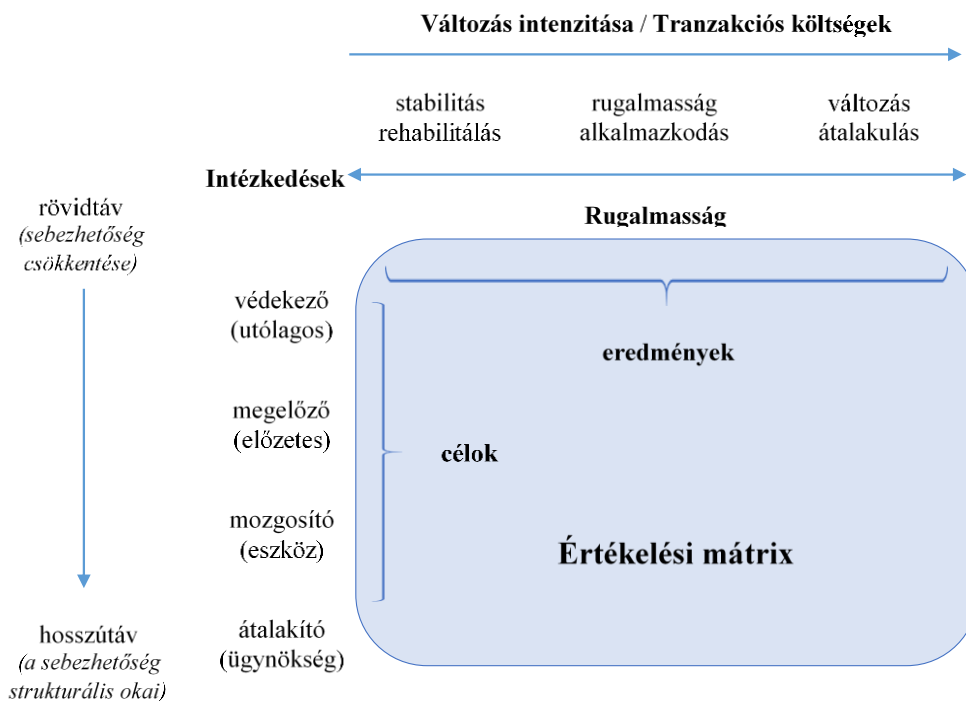 Változás intenzitása / Tranzakciós költségek
stabilitás
rehabilitálás
rugalmasság
alkalmazkodás
változás
átalakulás
Intézkedések
rövidtáv
(sebezhetőség
csökkentése)
Rugalmasság
védekező
(utólagos)
eredmények
megelőző
(előzetes)
célok
mozgosító
(eszköz)
Értékelési mátrix
hosszútáv
(a sebezhetőség
strukturális okai)
átalakító
(ügynökség)